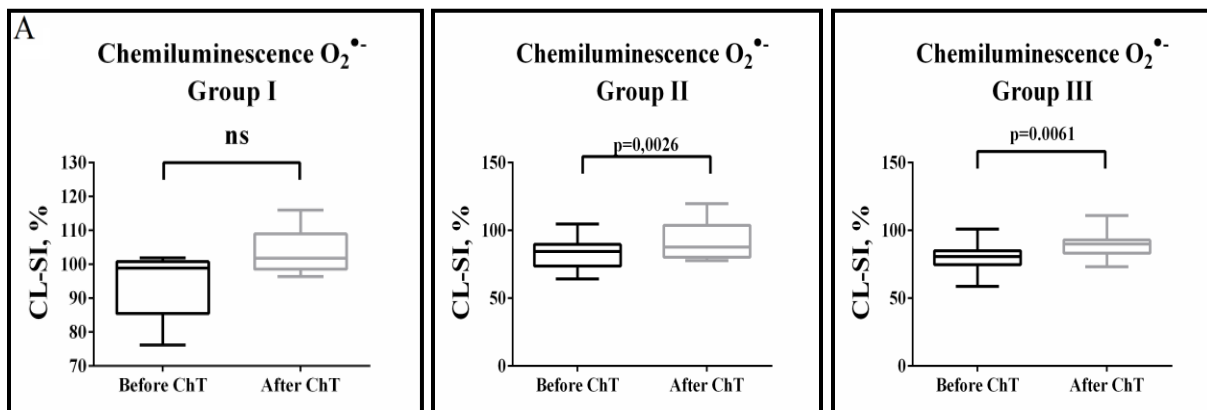 A
Chemiluminescence O₂•-
Group I
ns
CL-SI, %
130
120
110
100
90
80
70
Before ChT
After ChT
Chemiluminescence O₂•-
Group II
p=0,0026
CL-SI, %
150
100
50
0
Before ChT
After ChT
Chemiluminescence O₂•-
Group III
p=0.0061
CL-SI, %
150
100
50
0
Before ChT
After ChT